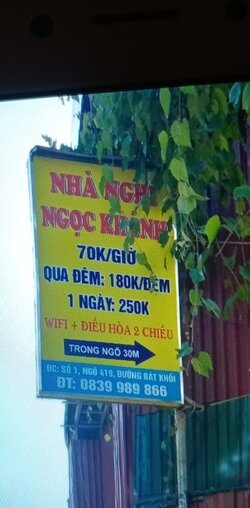 NHÀ NGHỈ
NGỌC KHÁNH
70K/GIỜ
QUA ĐÊM: 180K/ĐÊM
1 NGÀY: 250K
WIFI + ĐIỀU HÒA 2 CHIỀU
TRONG NGÕ 30M
ĐC: SỐ 1, NGÕ 419, ĐƯỜNG BÁT KHỐI
ĐT: 0839 989 866